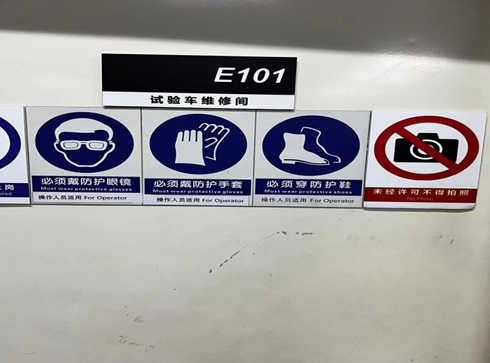 E101
试验车维修间
岗
必须戴防护眼镜
Must wear protective glasses
操作人员适用 For Operator
必须戴防护手套
Must wear protective gloves
操作人员适用 For Operator
必须穿防护鞋
Must wear protective shoes
操作人员适用 For Operator
未经许可不得拍照
No Photo